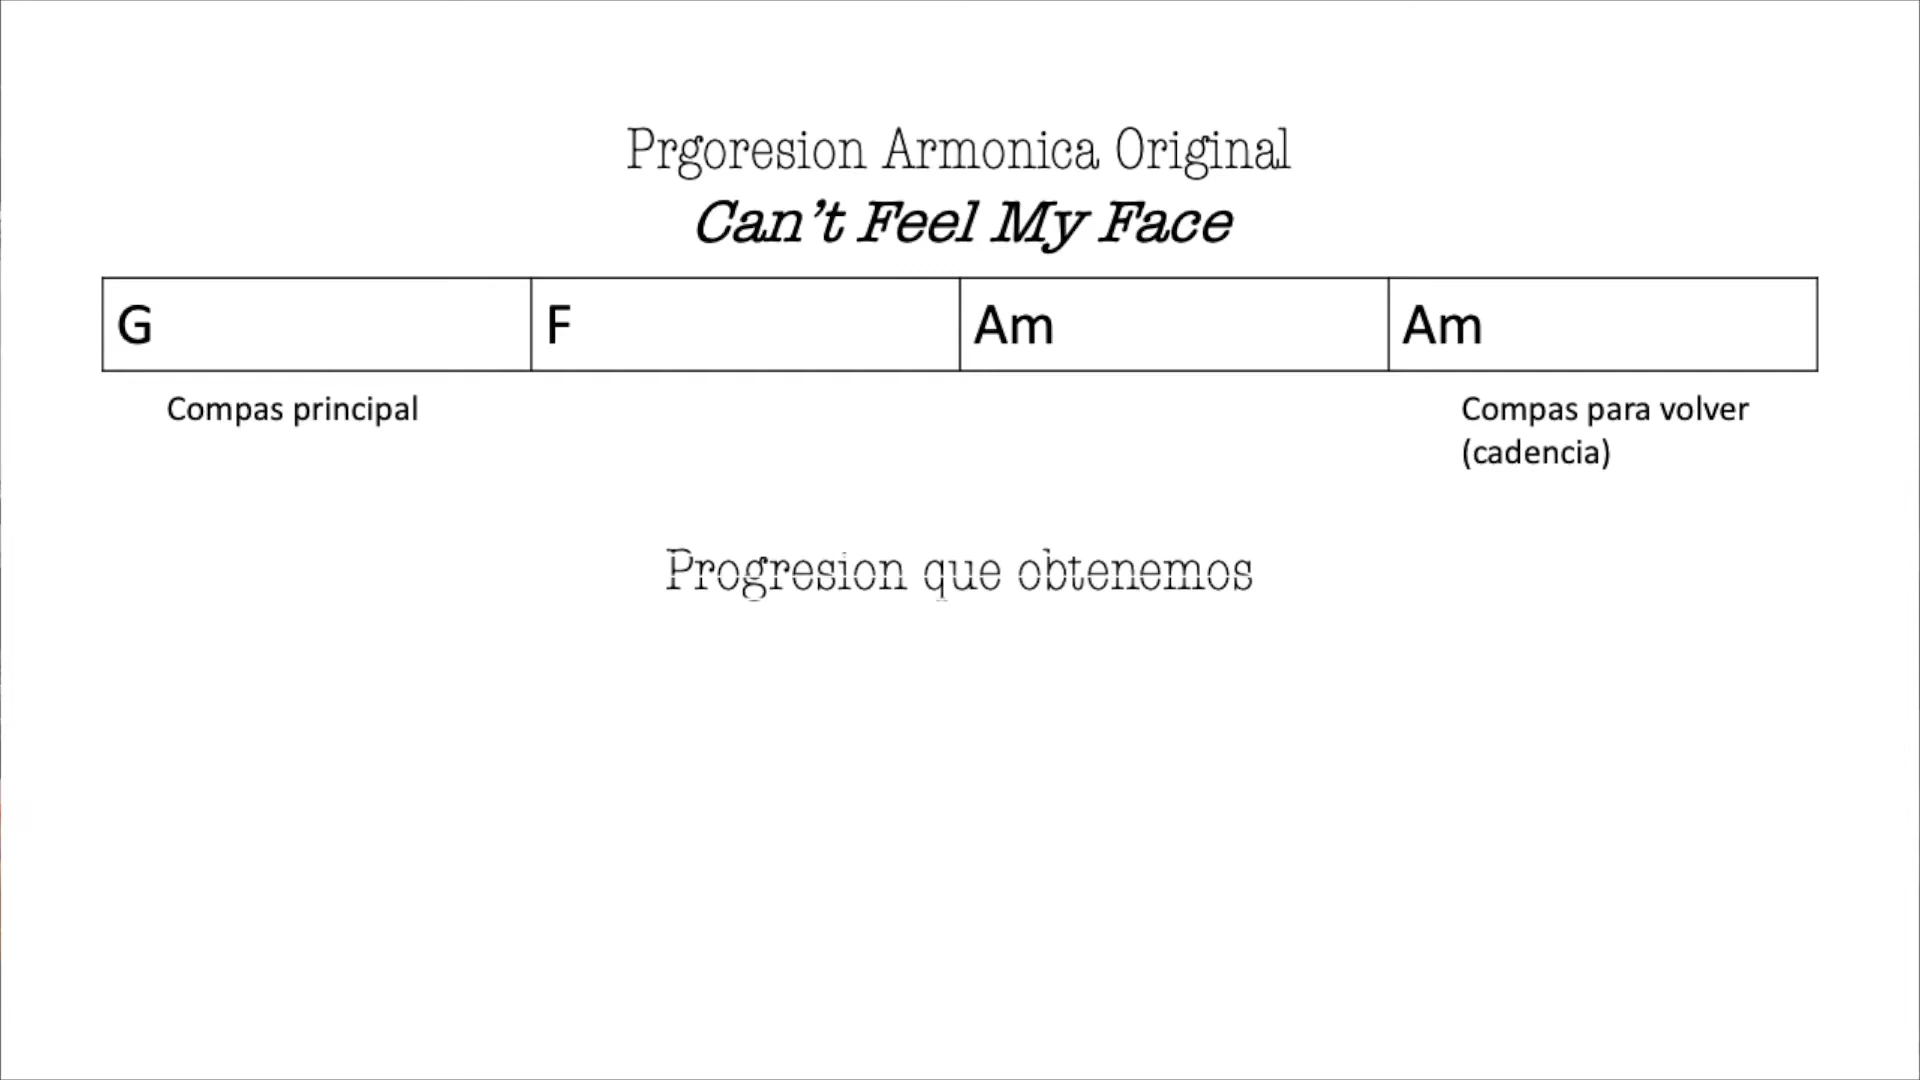 Prgoresion Armonica Original
Can’t Feel My Face
G F Am Am
Compas principal
Compas para volver
(cadencia)
Progresion que obtenemos